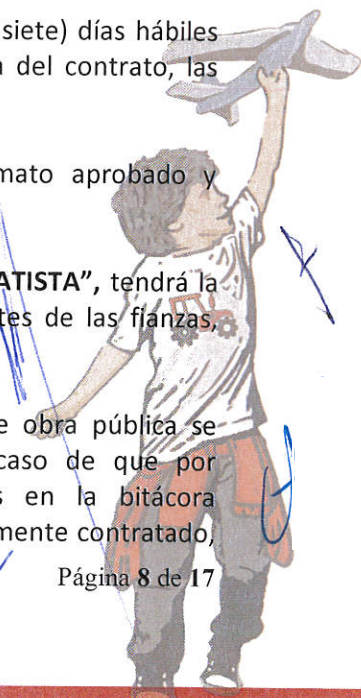 siete) días hábiles
del contrato, las
mato aprobado y
ATISTA”, tendrá la
tes de las fianzas,
e obra pública se
caso de que por
s en la bitácora
mente contratado,
Página 8 de 17